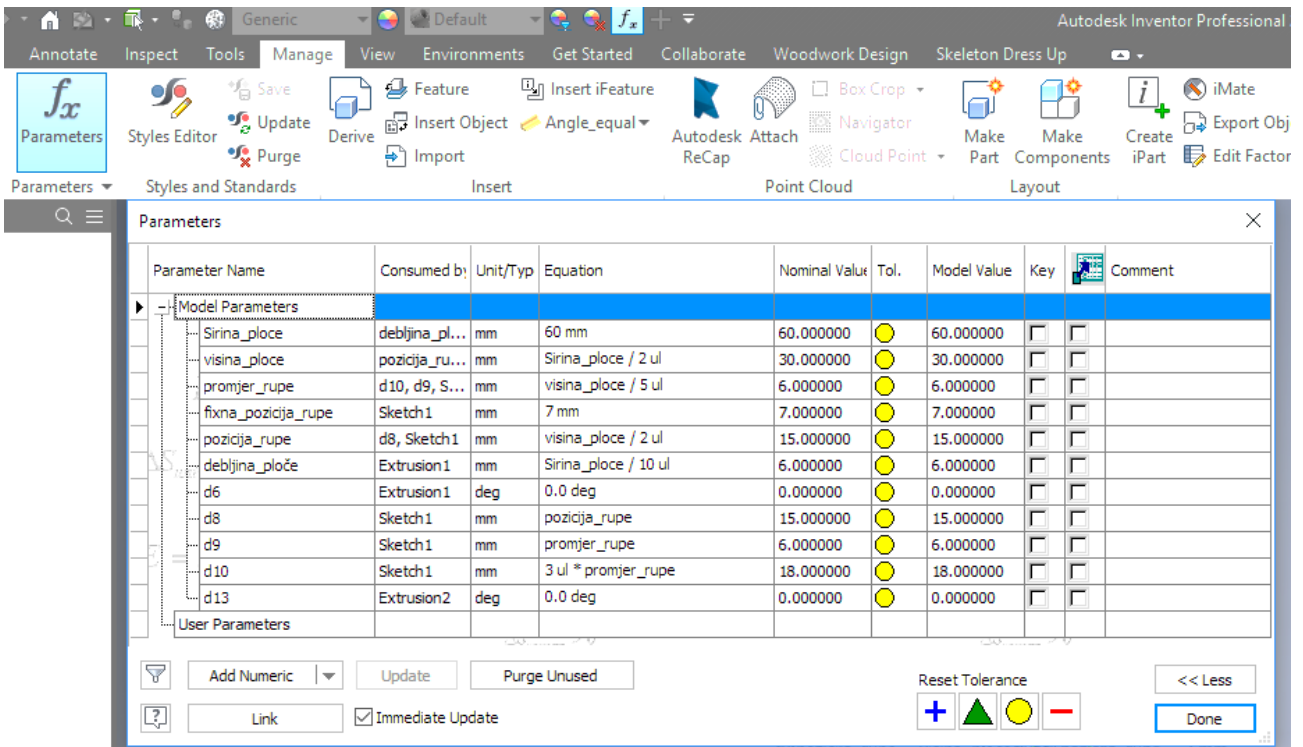 Generic Default fx Autodesk Inventor Professional
Annotate Inspect Tools Manage View Environments Get Started Collaborate Woodwork Design Skeleton Dress Up
fx
Parameters
Parameters
Styles Editor
Save
Update
Purge
Styles and Standards
Derive
Feature
Insert Object
Import
Insert iFeature
Angle_equal
Insert
Autodesk ReCap
Attach
Box Crop
Navigator
Cloud Point
Point Cloud
Make Part
Make Components
Layout
Create iPart
iMate
Export Obj
Edit Factor
Parameters
Parameter Name Consumed by Unit/Typ Equation Nominal Value Tol. Model Value Key Comment
Model Parameters
Sirina_ploce debljina_pl... mm 60 mm 60.000000 60.000000
visina_ploce pozicija_ru... mm Sirina_ploce / 2 ul 30.000000 30.000000
promjer_rupe d10, d9, S... mm visina_ploce / 5 ul 6.000000 6.000000
fixna_pozicija_rupe Sketch1 mm 7 mm 7.000000 7.000000
pozicija_rupe d8, Sketch1 mm visina_ploce / 2 ul 15.000000 15.000000
debljina_ploče Extrusion1 mm Sirina_ploce / 10 ul 6.000000 6.000000
d6 Extrusion1 deg 0.0 deg 0.000000 0.000000
d8 Sketch1 mm pozicija_rupe 15.000000 15.000000
d9 Sketch1 mm promjer_rupe 6.000000 6.000000
d10 Sketch1 mm 3 ul * promjer_rupe 18.000000 18.000000
d13 Extrusion2 deg 0.0 deg 0.000000 0.000000
User Parameters
Add Numeric Update Purge Unused Reset Tolerance << Less
Link Immediate Update Done